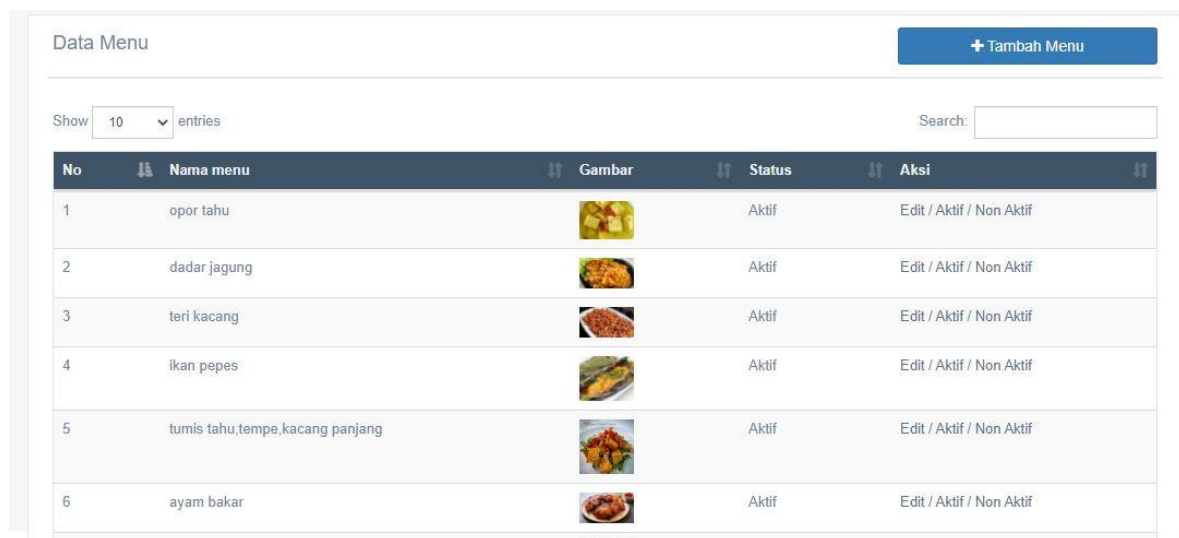 Data Menu
+ Tambah Menu
Show 10 entries
Search:
No Nama menu Gambar Status Aksi
1 opor tahu Aktif Edit / Aktif / Non Aktif
2 dadar jagung Aktif Edit / Aktif / Non Aktif
3 teri kacang Aktif Edit / Aktif / Non Aktif
4 ikan pepes Aktif Edit / Aktif / Non Aktif
5 tumis tahu,tempe,kacang panjang Aktif Edit / Aktif / Non Aktif
6 ayam bakar Aktif Edit / Aktif / Non Aktif